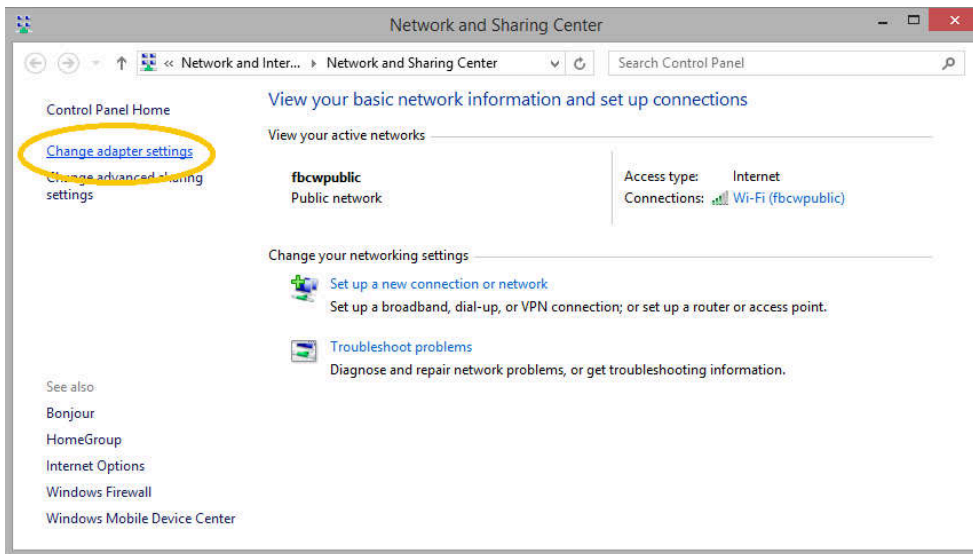 Network and Sharing Center
« Network and Inter... ▸ Network and Sharing Center
Search Control Panel
Control Panel Home
Change adapter settings
Change advanced sharing
settings
See also
Bonjour
HomeGroup
Internet Options
Windows Firewall
Windows Mobile Device Center
View your basic network information and set up connections
View your active networks
fbcwpublic
Public network
Access type: Internet
Connections: Wi-Fi (fbcwpublic)
Change your networking settings
Set up a new connection or network
Set up a broadband, dial-up, or VPN connection; or set up a router or access point.
Troubleshoot problems
Diagnose and repair network problems, or get troubleshooting information.